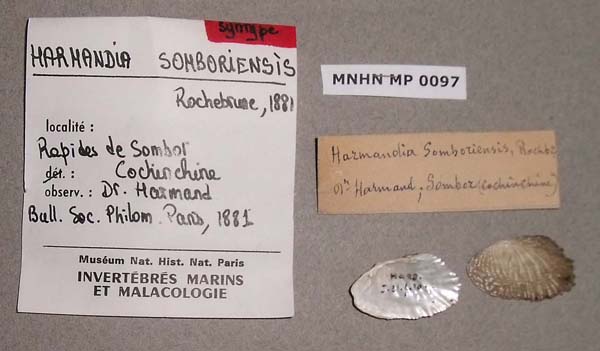 syntype
HARMANDIA SOMBORIENSIS
Rochebrune, 1881
localité :
Rapides de Sombor
dét. : Cochinchine
observ. : Dr. Harmand
Bull. Soc. Philom. Paris, 1881
Muséum Nat. Hist. Nat. Paris
INVERTÉBRÉS MARINS
ET MALACOLOGIE
MNHN MP 0097
Harmandia Somboriensis, Rochbr
Dr. Harmand; Sombor (Cochinchine)